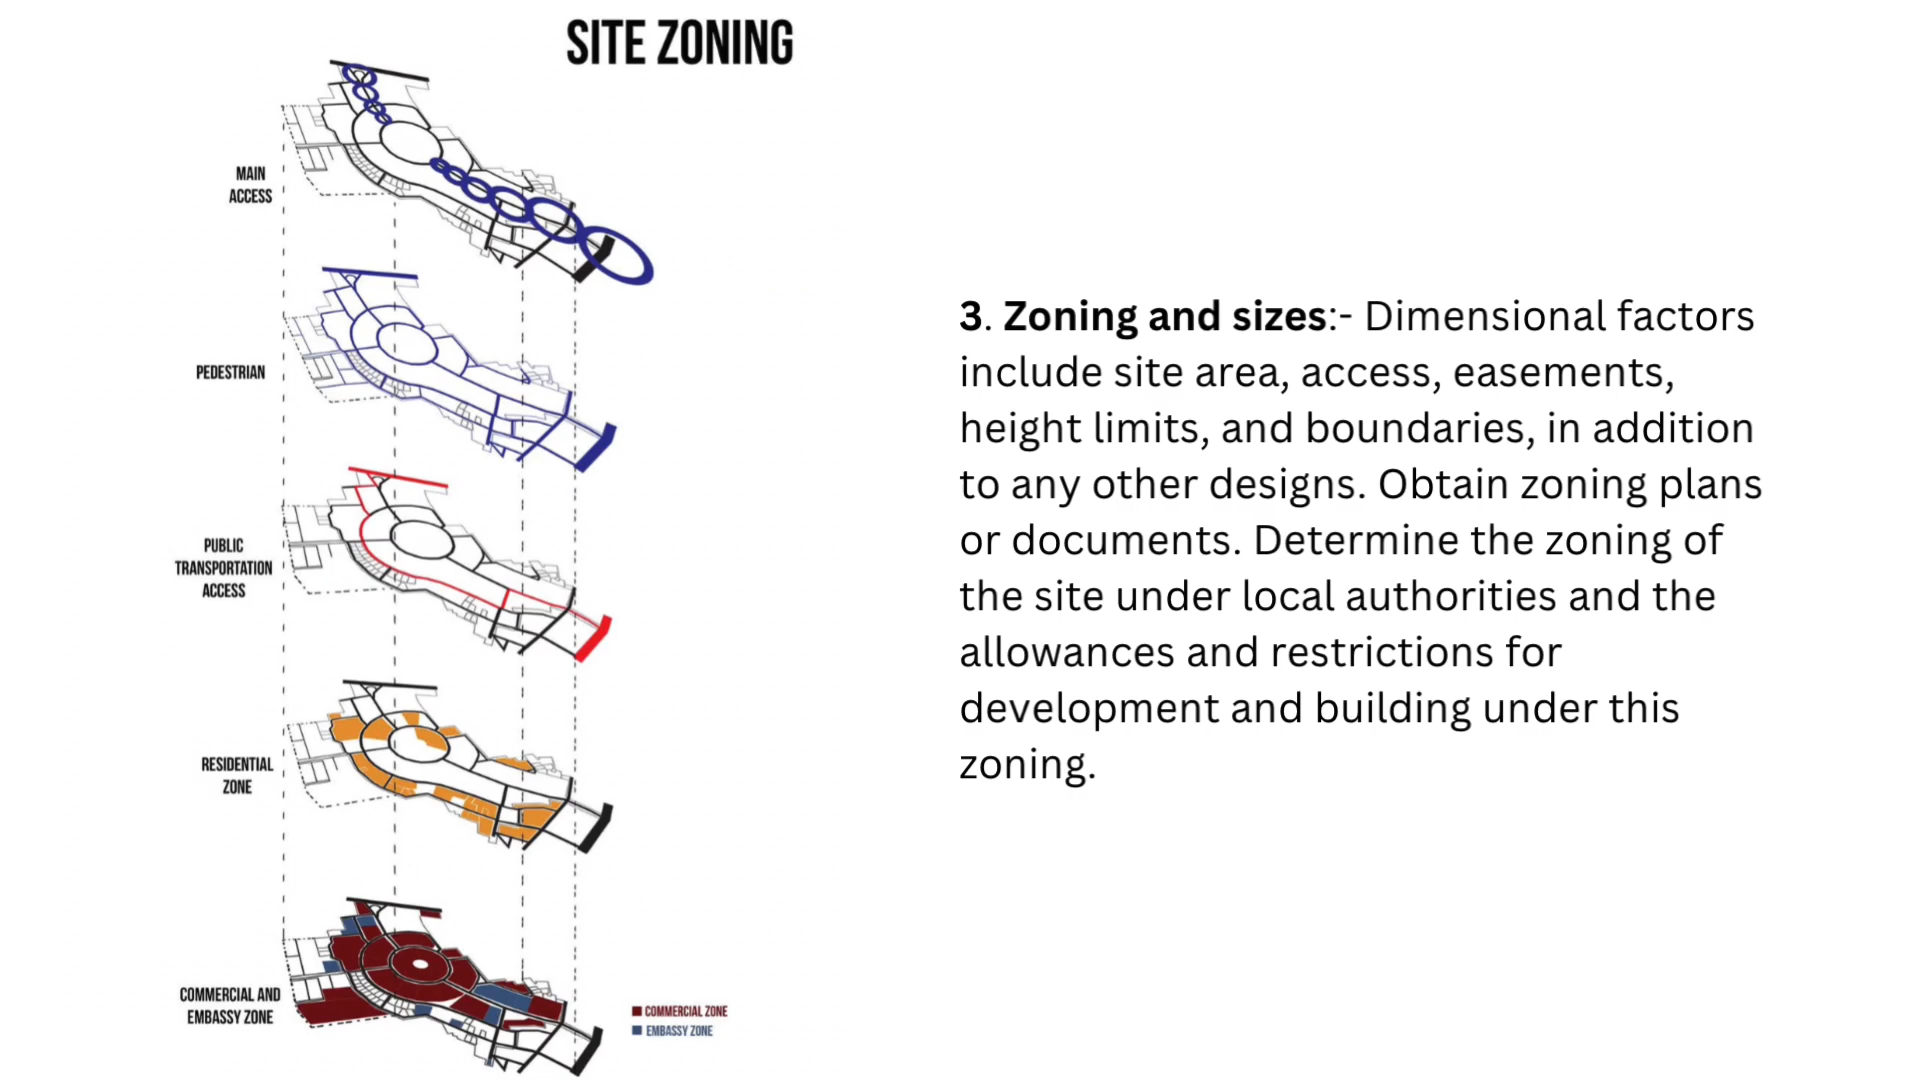 SITE ZONING
MAIN
ACCESS
PEDESTRIAN
PUBLIC
TRANSPORTATION
ACCESS
RESIDENTIAL
ZONE
COMMERCIAL AND
EMBASSY ZONE
COMMERCIAL ZONE
EMBASSY ZONE
3. Zoning and sizes:- Dimensional factors
include site area, access, easements,
height limits, and boundaries, in addition
to any other designs. Obtain zoning plans
or documents. Determine the zoning of
the site under local authorities and the
allowances and restrictions for
development and building under this
zoning.